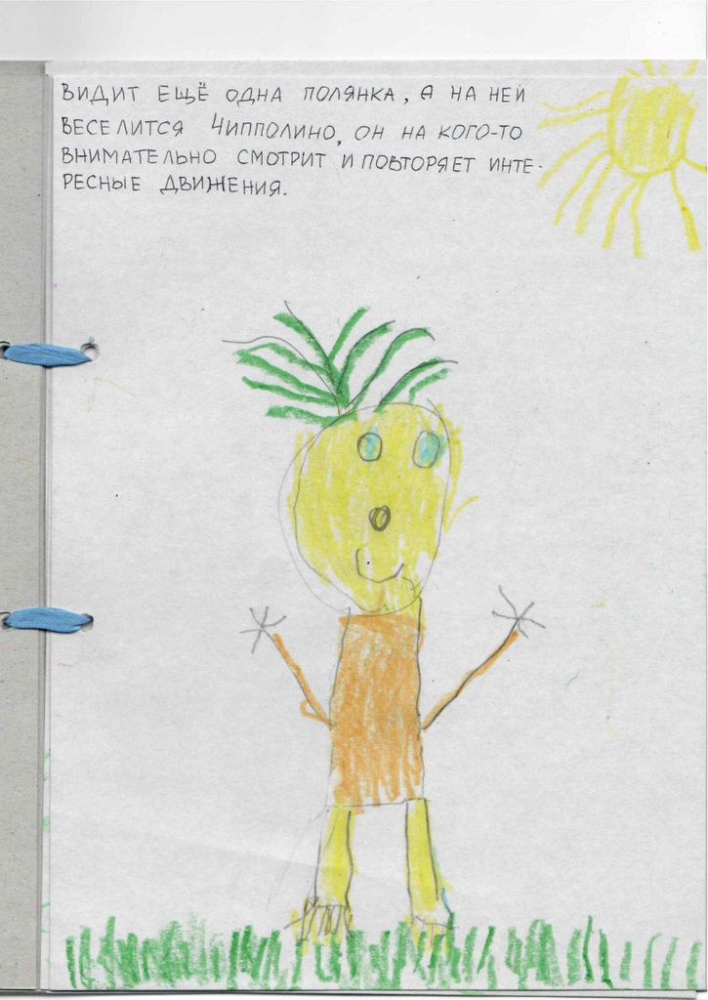 ВИДИТ ЕЩЁ ОДНА ПОЛЯНКА, А НА НЕЙ
ВЕСЕЛИТСЯ ЧИППОЛИНО, ОН НА КОГО-ТО
ВНИМАТЕЛЬНО СМОТРИТ И ПОВТОРЯЕТ ИНТЕ-
РЕСНЫЕ ДВИЖЕНИЯ.